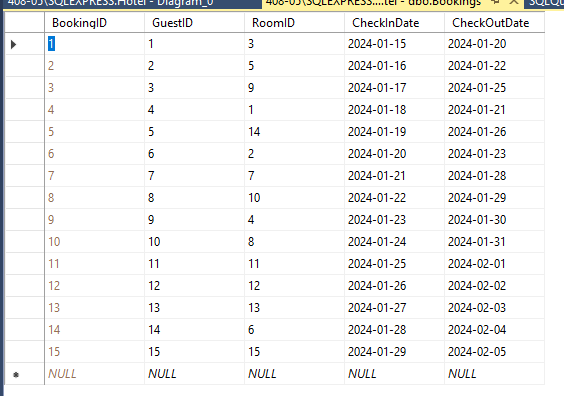 408-05\SQLEXPRESS.Hotel - Diagram_0 408-05\SQLEXPRESS....tel - dbo.Bookings SQLQu
BookingID GuestID RoomID CheckInDate CheckOutDate
1 1 3 2024-01-15 2024-01-20
2 2 5 2024-01-16 2024-01-22
3 3 9 2024-01-17 2024-01-25
4 4 1 2024-01-18 2024-01-21
5 5 14 2024-01-19 2024-01-26
6 6 2 2024-01-20 2024-01-23
7 7 7 2024-01-21 2024-01-28
8 8 10 2024-01-22 2024-01-29
9 9 4 2024-01-23 2024-01-30
10 10 8 2024-01-24 2024-01-31
11 11 11 2024-01-25 2024-02-01
12 12 12 2024-01-26 2024-02-02
13 13 13 2024-01-27 2024-02-03
14 14 6 2024-01-28 2024-02-04
15 15 15 2024-01-29 2024-02-05
NULL NULL NULL NULL NULL